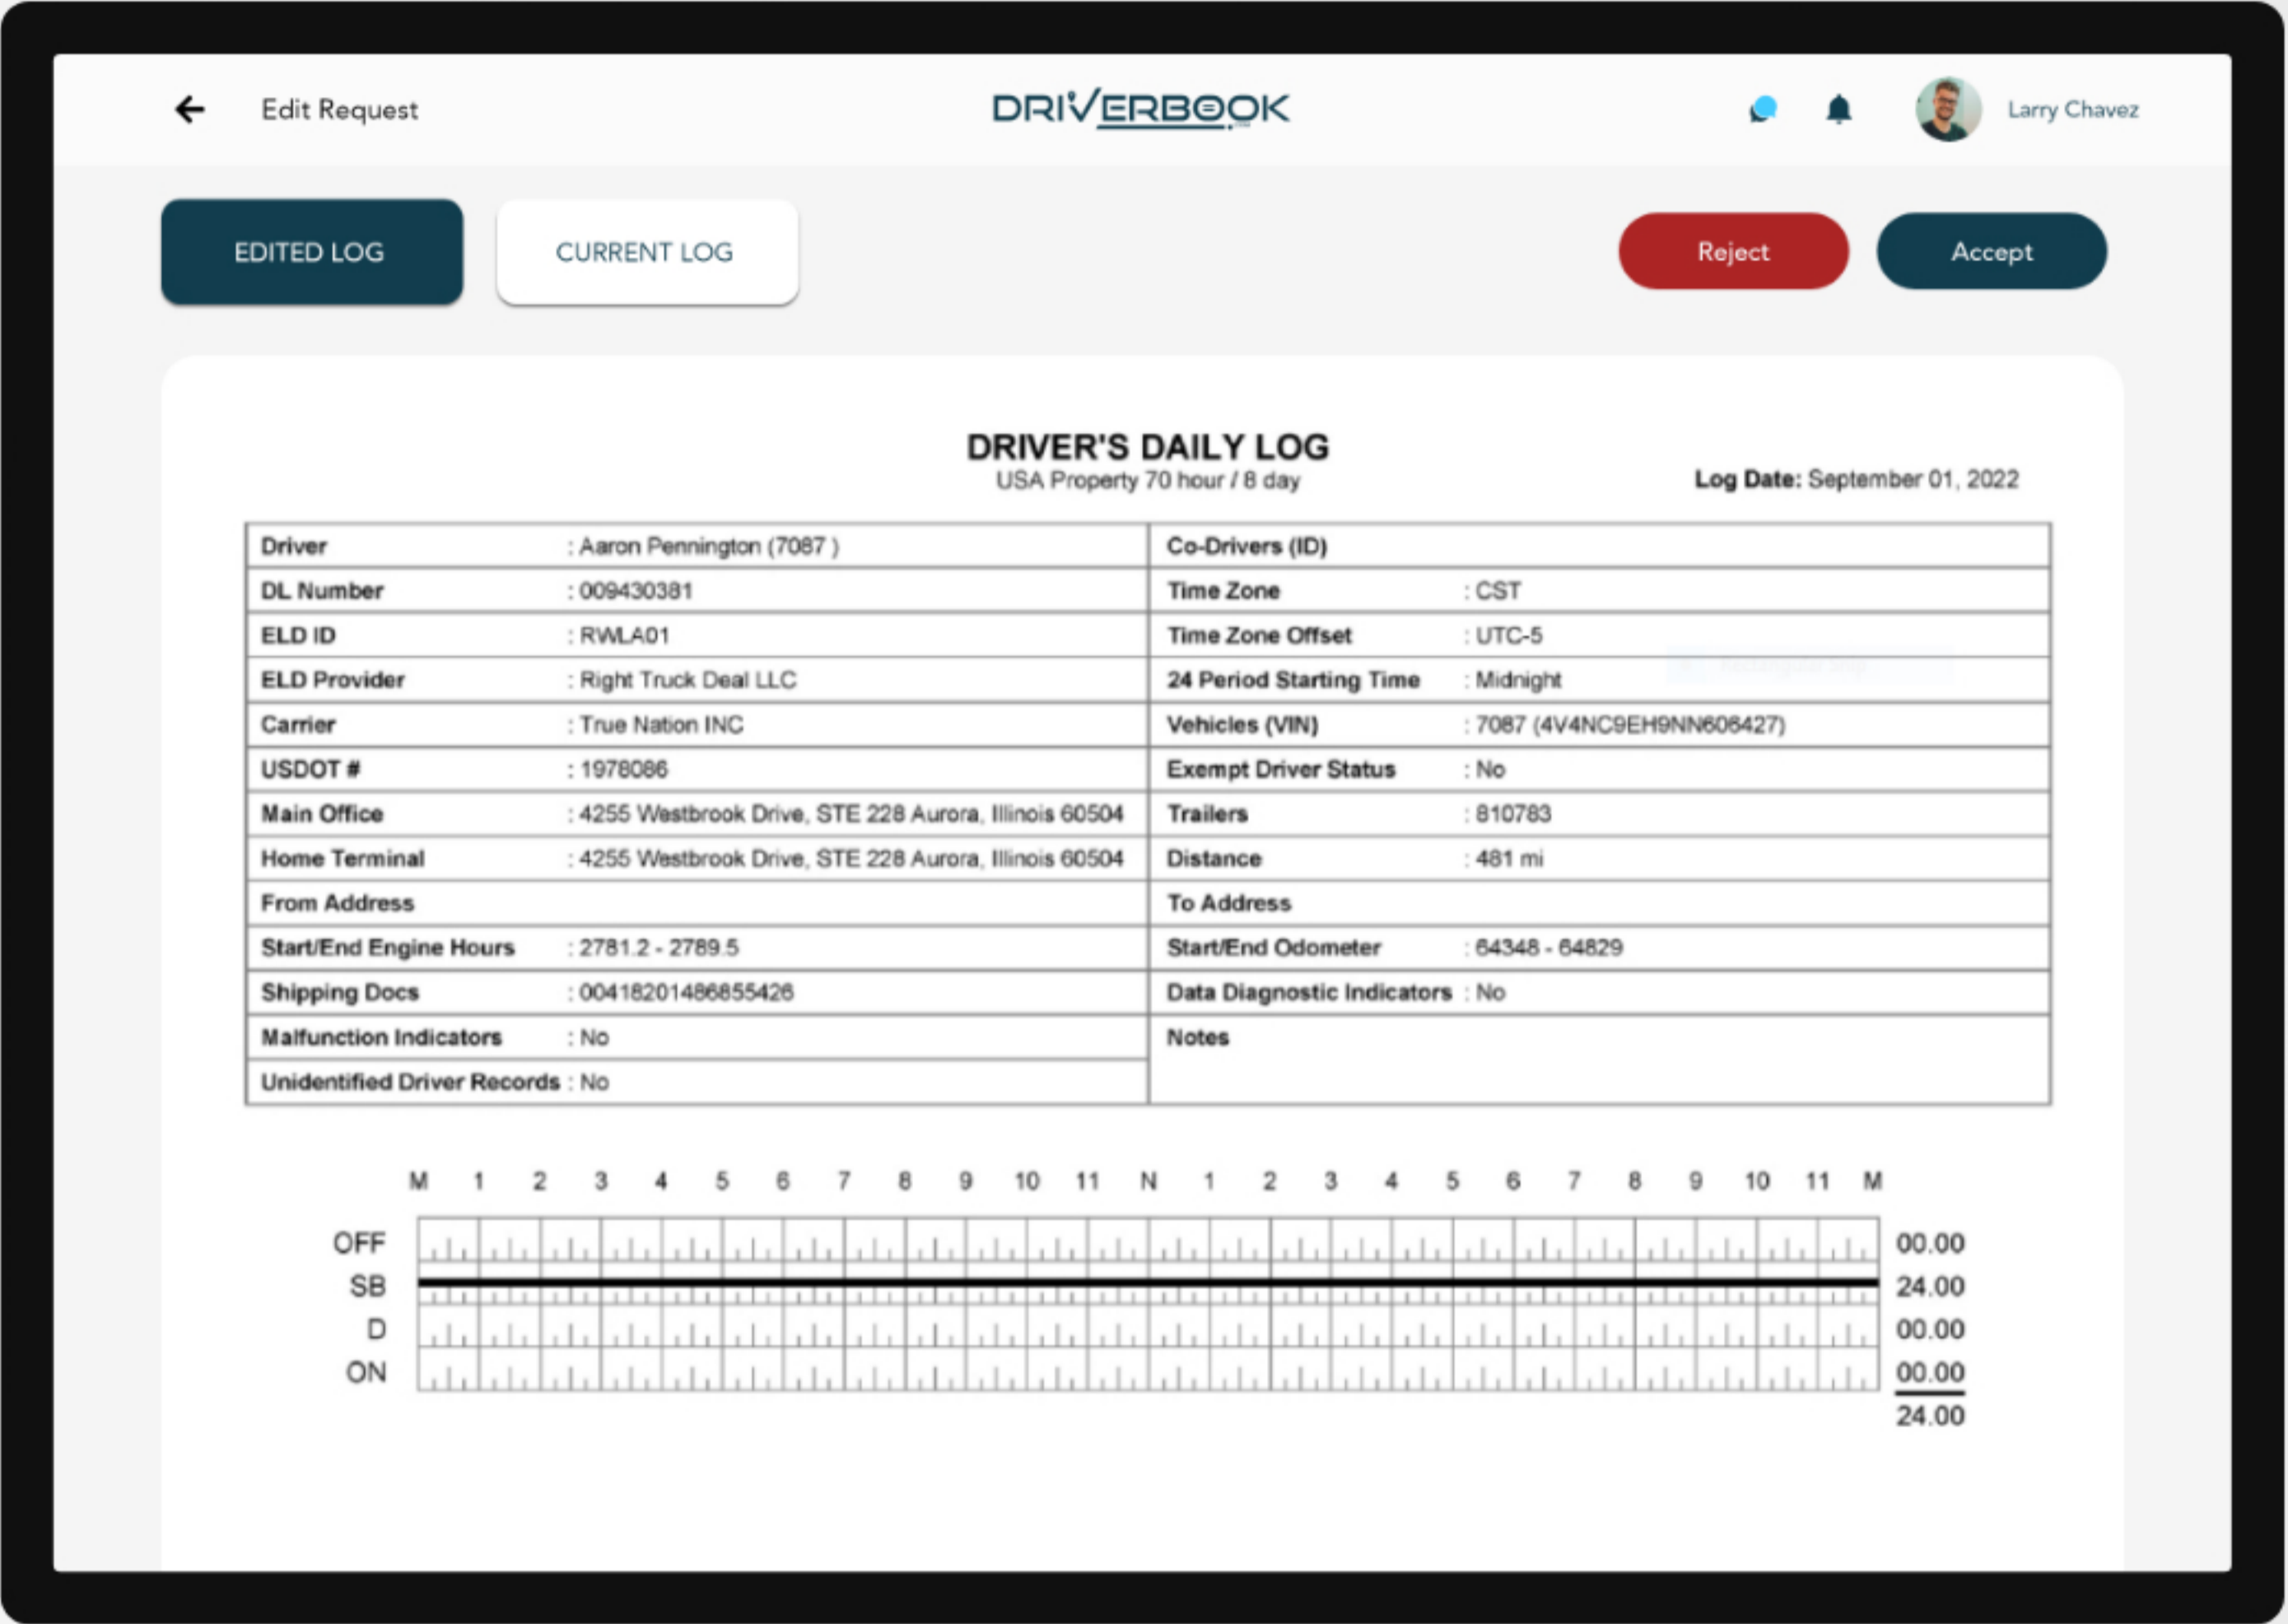 Edit Request
DRIVERBOOK
Larry Chavez
EDITED LOG
CURRENT LOG
Reject
Accept
DRIVER'S DAILY LOG
USA Property 70 hour / 8 day
Log Date: September 01, 2022
Driver : Aaron Pennington (7087 )
Co-Drivers (ID)
DL Number : 009430381
Time Zone : CST
ELD ID : RWLA01
Time Zone Offset : UTC-5
ELD Provider : Right Truck Deal LLC
24 Period Starting Time : Midnight
Carrier : True Nation INC
Vehicles (VIN) : 7087 (4V4NC9EH9NN606427)
USDOT # : 1978086
Exempt Driver Status : No
Main Office : 4255 Westbrook Drive, STE 228 Aurora, Illinois 60504
Trailers : 810783
Home Terminal : 4255 Westbrook Drive, STE 228 Aurora, Illinois 60504
Distance : 481 mi
From Address
To Address
Start/End Engine Hours : 2781.2 - 2789.5
Start/End Odometer : 64348 - 64829
Shipping Docs : 00418201486855426
Data Diagnostic Indicators : No
Malfunction Indicators : No
Notes
Unidentified Driver Records : No
M 1 2 3 4 5 6 7 8 9 10 11 N 1 2 3 4 5 6 7 8 9 10 11 M
OFF 00.00
SB 24.00
D 00.00
ON 00.00
24.00